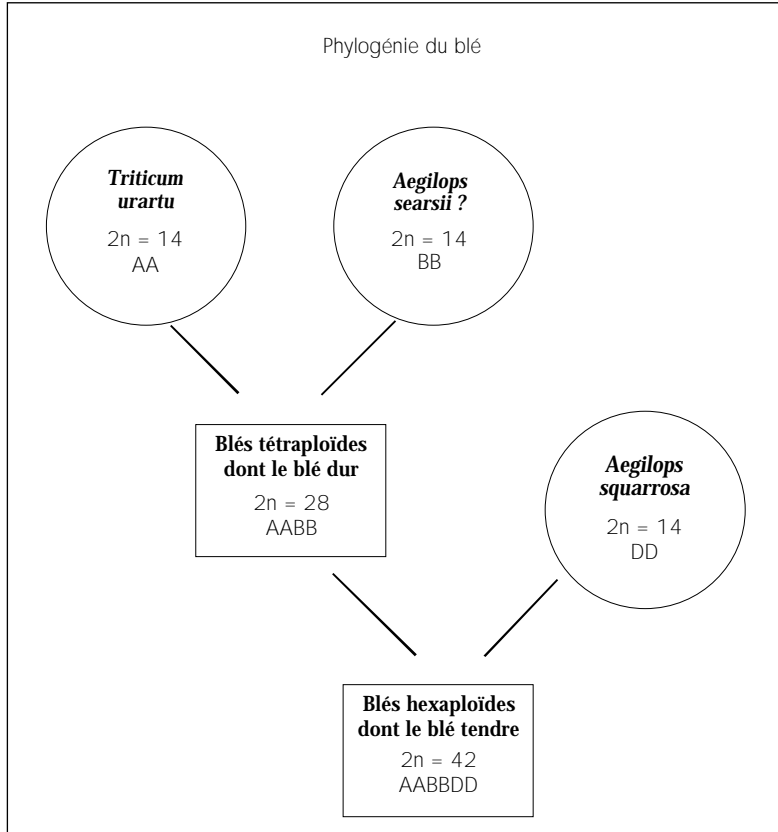 Phylogénie du blé
Triticum
urartu
2n = 14
AA
Aegilops
searsii ?
2n = 14
BB
Blés tétraploïdes
dont le blé dur
2n = 28
AABB
Aegilops
squarrosa
2n = 14
DD
Blés hexaploïdes
dont le blé tendre
2n = 42
AABBDD